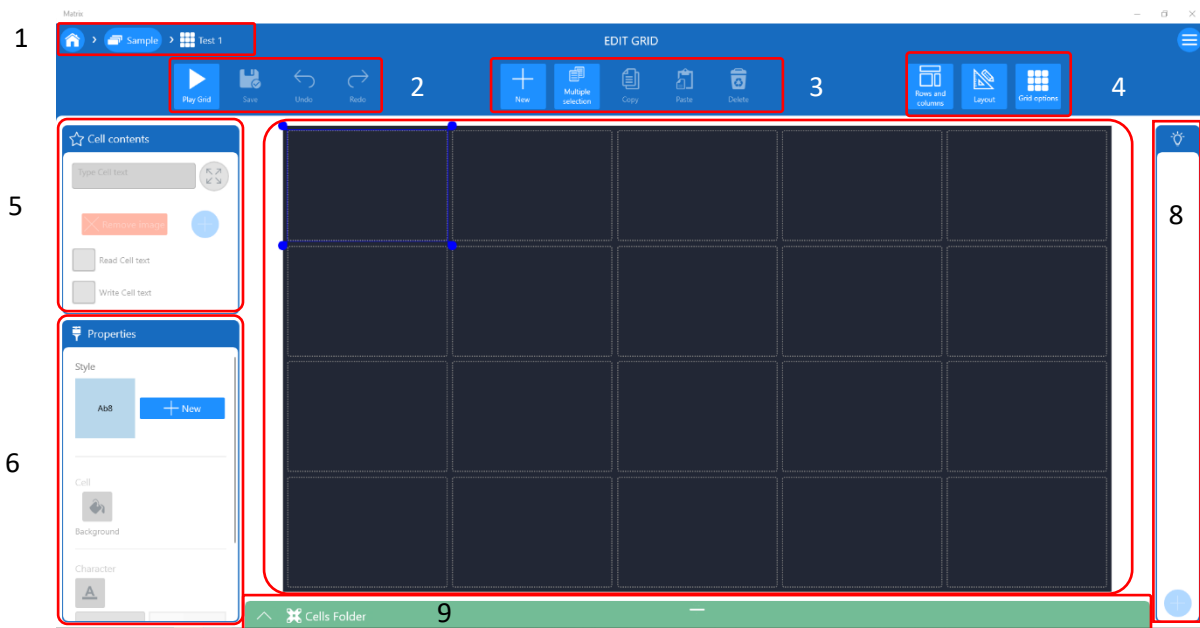 Matrix
1
Sample
Test 1
EDIT GRID
Play Grid
Save
Undo
Redo
2
New
Multiple
selection
Copy
Paste
Delete
3
Rows and
columns
Layout
Grid options
4
5
Cell contents
Type Cell text
Remove image
Read Cell text
Write Cell text
6
Properties
Style
Ab8
New
Cell
Background
Character
A
8
9
Cells Folder